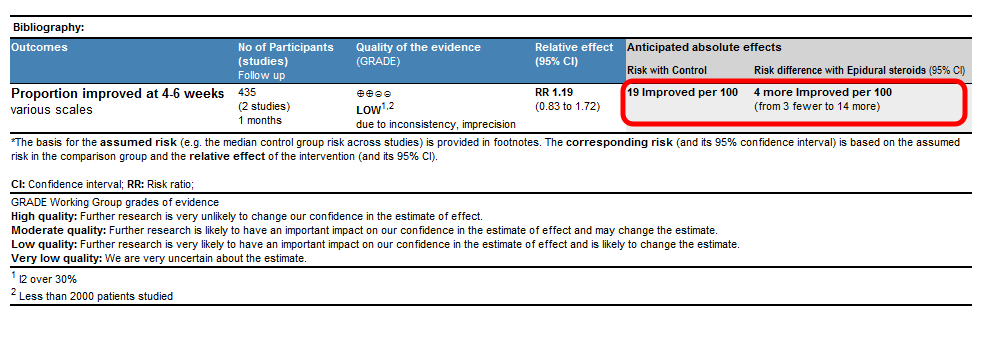 Bibliography:
Outcomes No of Participants (studies) Follow up Quality of the evidence (GRADE) Relative effect (95% CI) Anticipated absolute effects
Risk with Control Risk difference with Epidural steroids (95% CI)
Proportion improved at 4-6 weeks
various scales
435
(2 studies)
1 months
⊕⊕⊖⊖
LOW1,2
due to inconsistency, imprecision
RR 1.19
(0.83 to 1.72)
19 Improved per 100
4 more Improved per 100
(from 3 fewer to 14 more)
*The basis for the assumed risk (e.g. the median control group risk across studies) is provided in footnotes. The corresponding risk (and its 95% confidence interval) is based on the assumed
risk in the comparison group and the relative effect of the intervention (and its 95% CI).
CI: Confidence interval; RR: Risk ratio;
GRADE Working Group grades of evidence
High quality: Further research is very unlikely to change our confidence in the estimate of effect.
Moderate quality: Further research is likely to have an important impact on our confidence in the estimate of effect and may change the estimate.
Low quality: Further research is very likely to have an important impact on our confidence in the estimate of effect and is likely to change the estimate.
Very low quality: We are very uncertain about the estimate.
1 I2 over 30%
2 Less than 2000 patients studied